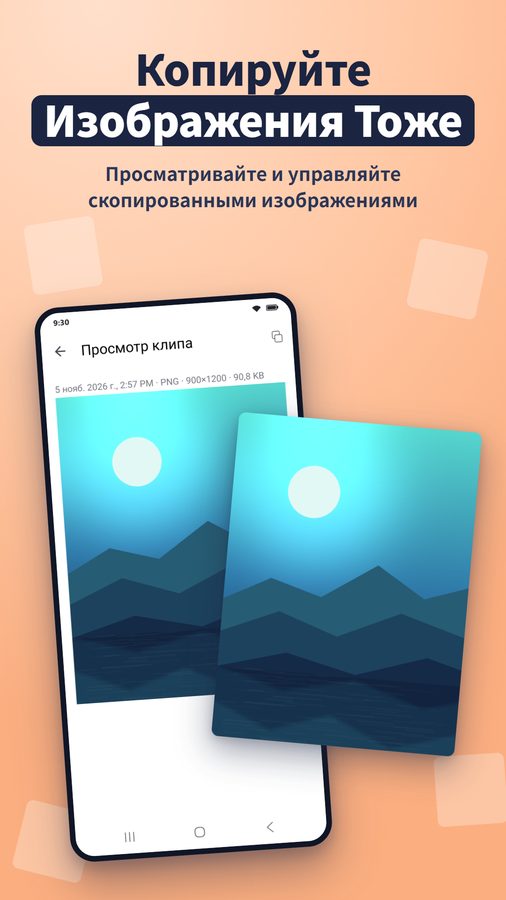 Копируйте
Изображения Тоже
Просматривайте и управляйте
скопированными изображениями
9:30
Просмотр клипа
5 нояб. 2026 г., 2:57 PM · PNG · 900×1200 · 90,8 KB